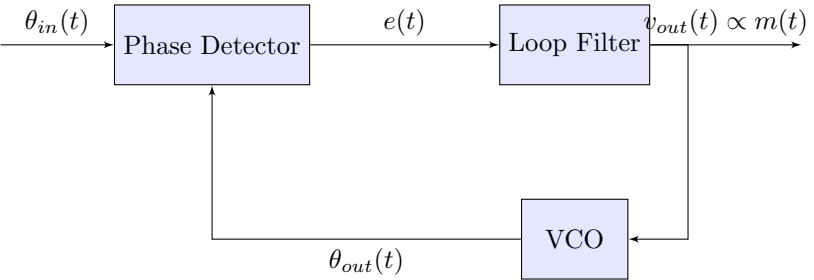 θ_in(t)
Phase Detector
e(t)
Loop Filter
v_out(t) ∝ m(t)
VCO
θ_out(t)